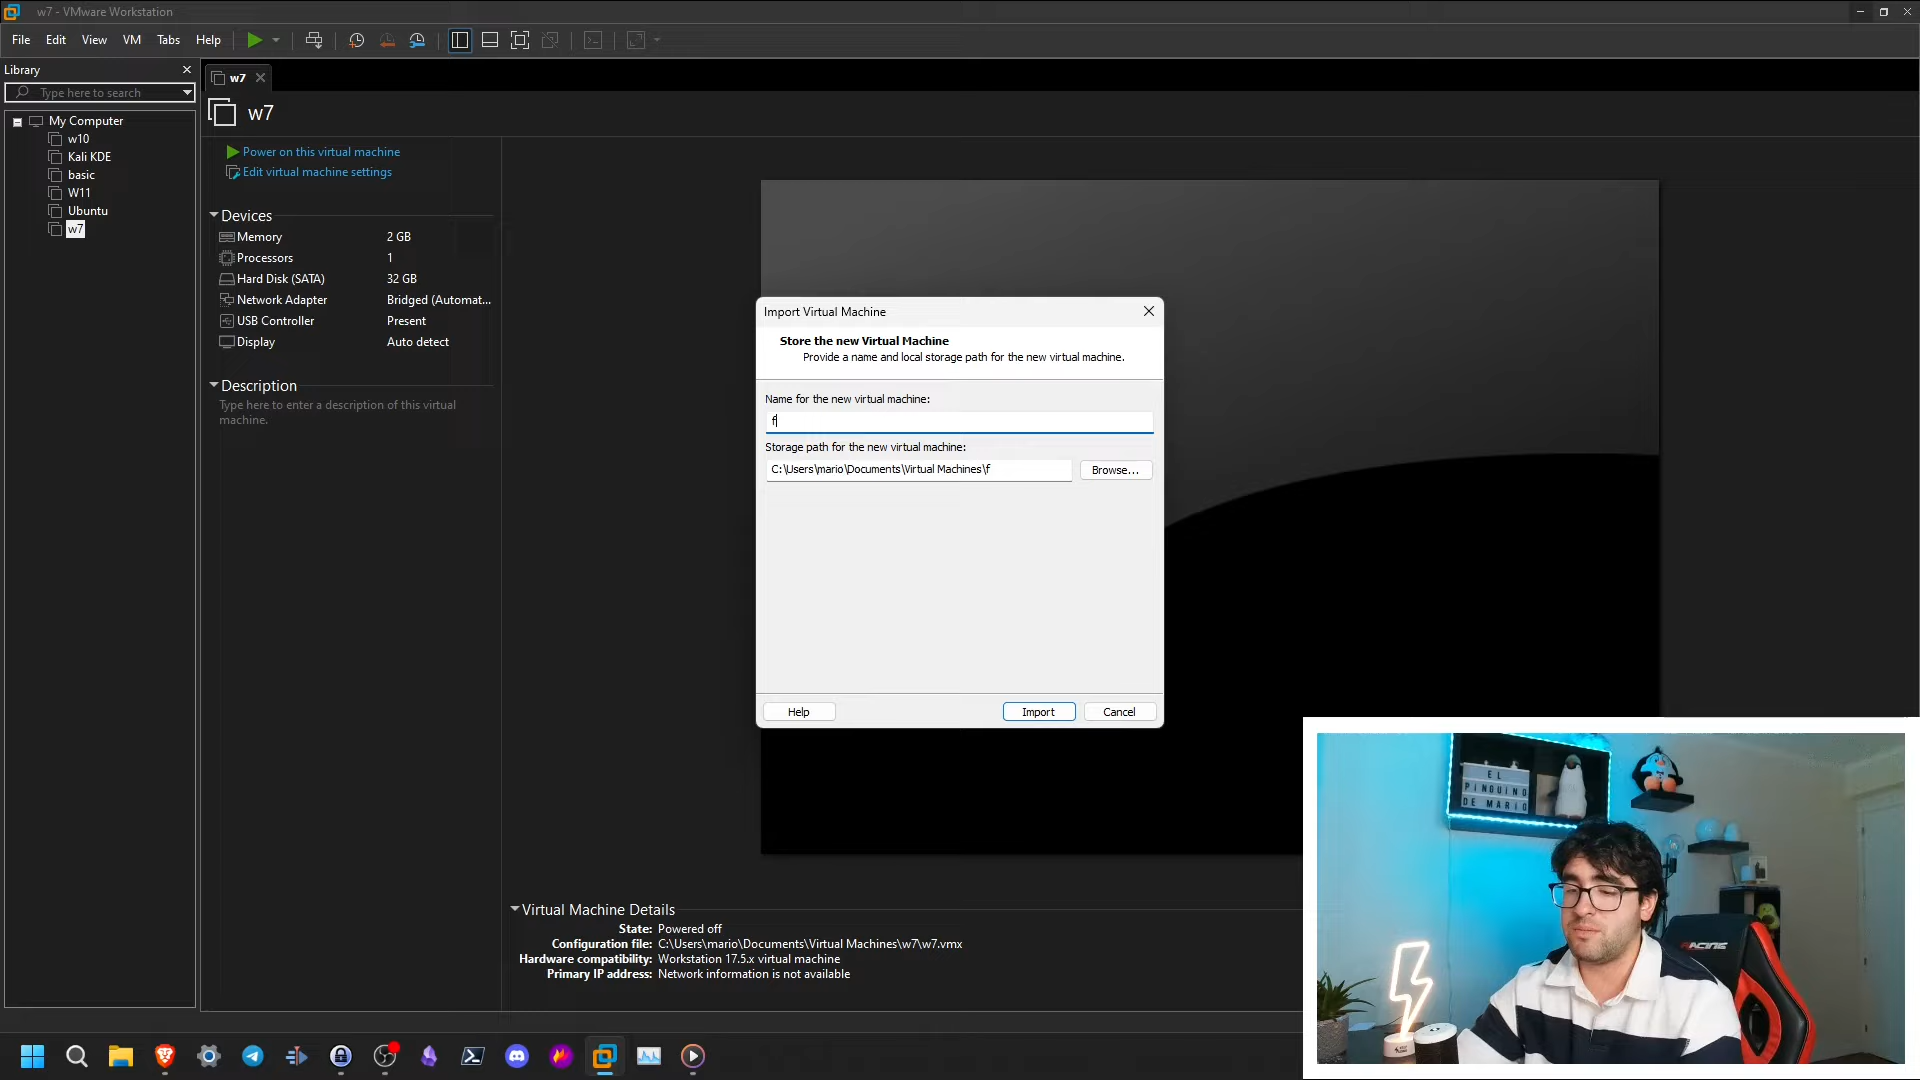 w7 - VMware Workstation
File Edit View VM Tabs Help
Library
Type here to search
My Computer
w10
Kali KDE
basic
W11
Ubuntu
w7
w7
w7
Power on this virtual machine
Edit virtual machine settings
Devices
Memory 2 GB
Processors 1
Hard Disk (SATA) 32 GB
Network Adapter Bridged (Automat...
USB Controller Present
Display Auto detect
Description
Type here to enter a description of this virtual
machine.
Import Virtual Machine
Store the new Virtual Machine
Provide a name and local storage path for the new virtual machine.
Name for the new virtual machine:
f
Storage path for the new virtual machine:
C:\Users\mario\Documents\Virtual Machines\f
Browse...
Help Import Cancel
Virtual Machine Details
State: Powered off
Configuration file: C:\Users\mario\Documents\Virtual Machines\w7\w7.vmx
Hardware compatibility: Workstation 17.5.x virtual machine
Primary IP address: Network information is not available
EL
PINGUINO
DE MARIO
RACING